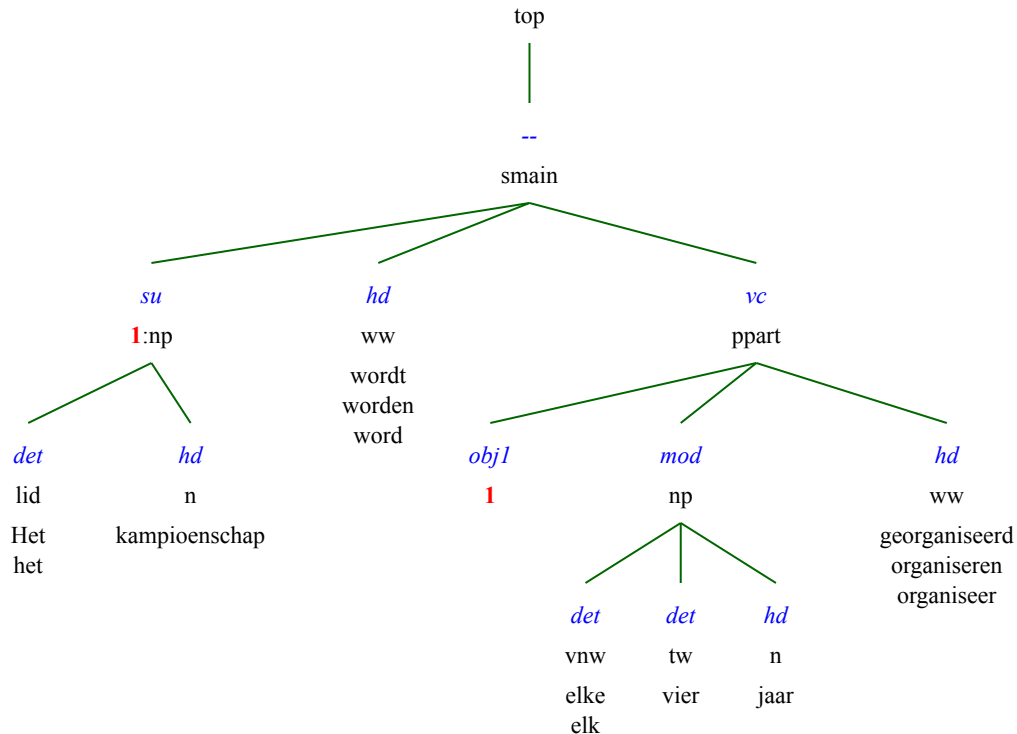 top
--
smain
su hd vc
1:np ww ppart
wordt
worden
word
det hd obj1 mod hd
lid n 1 np ww
Het kampioenschap georganiseerd
het organiseren
organiseer
det det hd
vnw tw n
elke vier jaar
elk